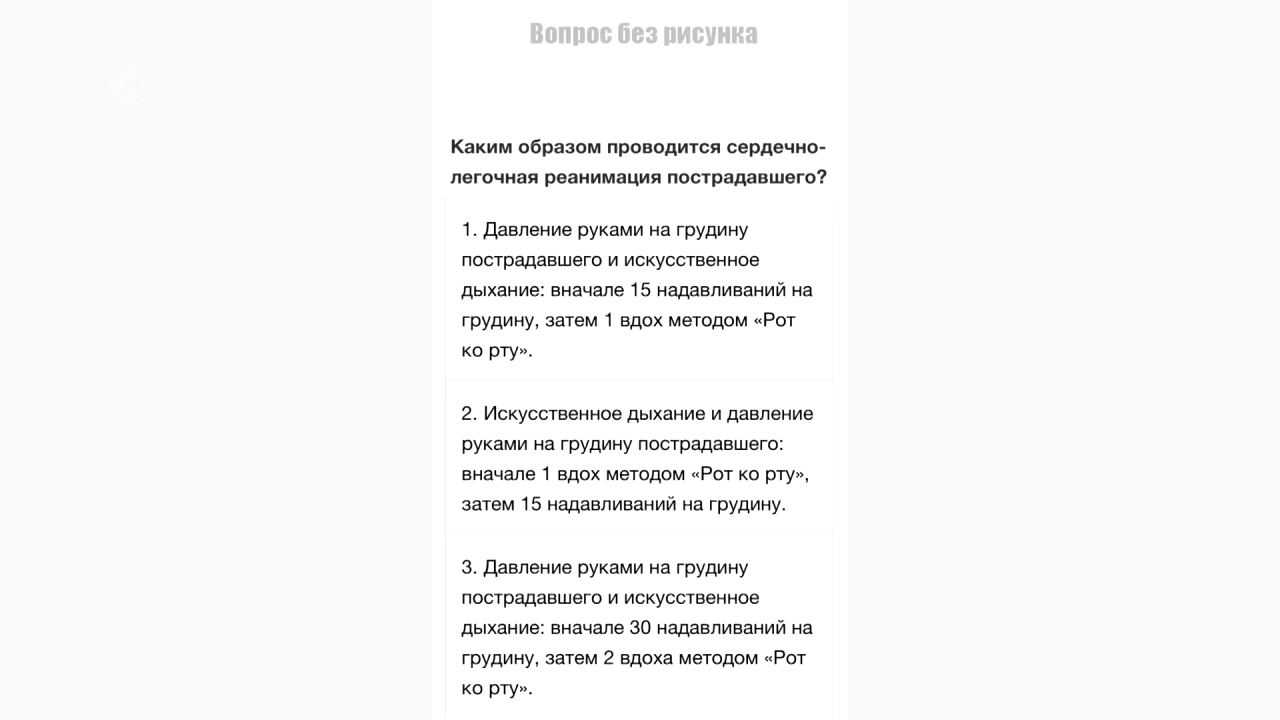 Вопрос без рисунка
Каким образом проводится сердечно-
легочная реанимация пострадавшего?
1. Давление руками на грудину
пострадавшего и искусственное
дыхание: вначале 15 надавливаний на
грудину, затем 1 вдох методом «Рот
ко рту».
2. Искусственное дыхание и давление
руками на грудину пострадавшего:
вначале 1 вдох методом «Рот ко рту»,
затем 15 надавливаний на грудину.
3. Давление руками на грудину
пострадавшего и искусственное
дыхание: вначале 30 надавливаний на
грудину, затем 2 вдоха методом «Рот
ко рту».